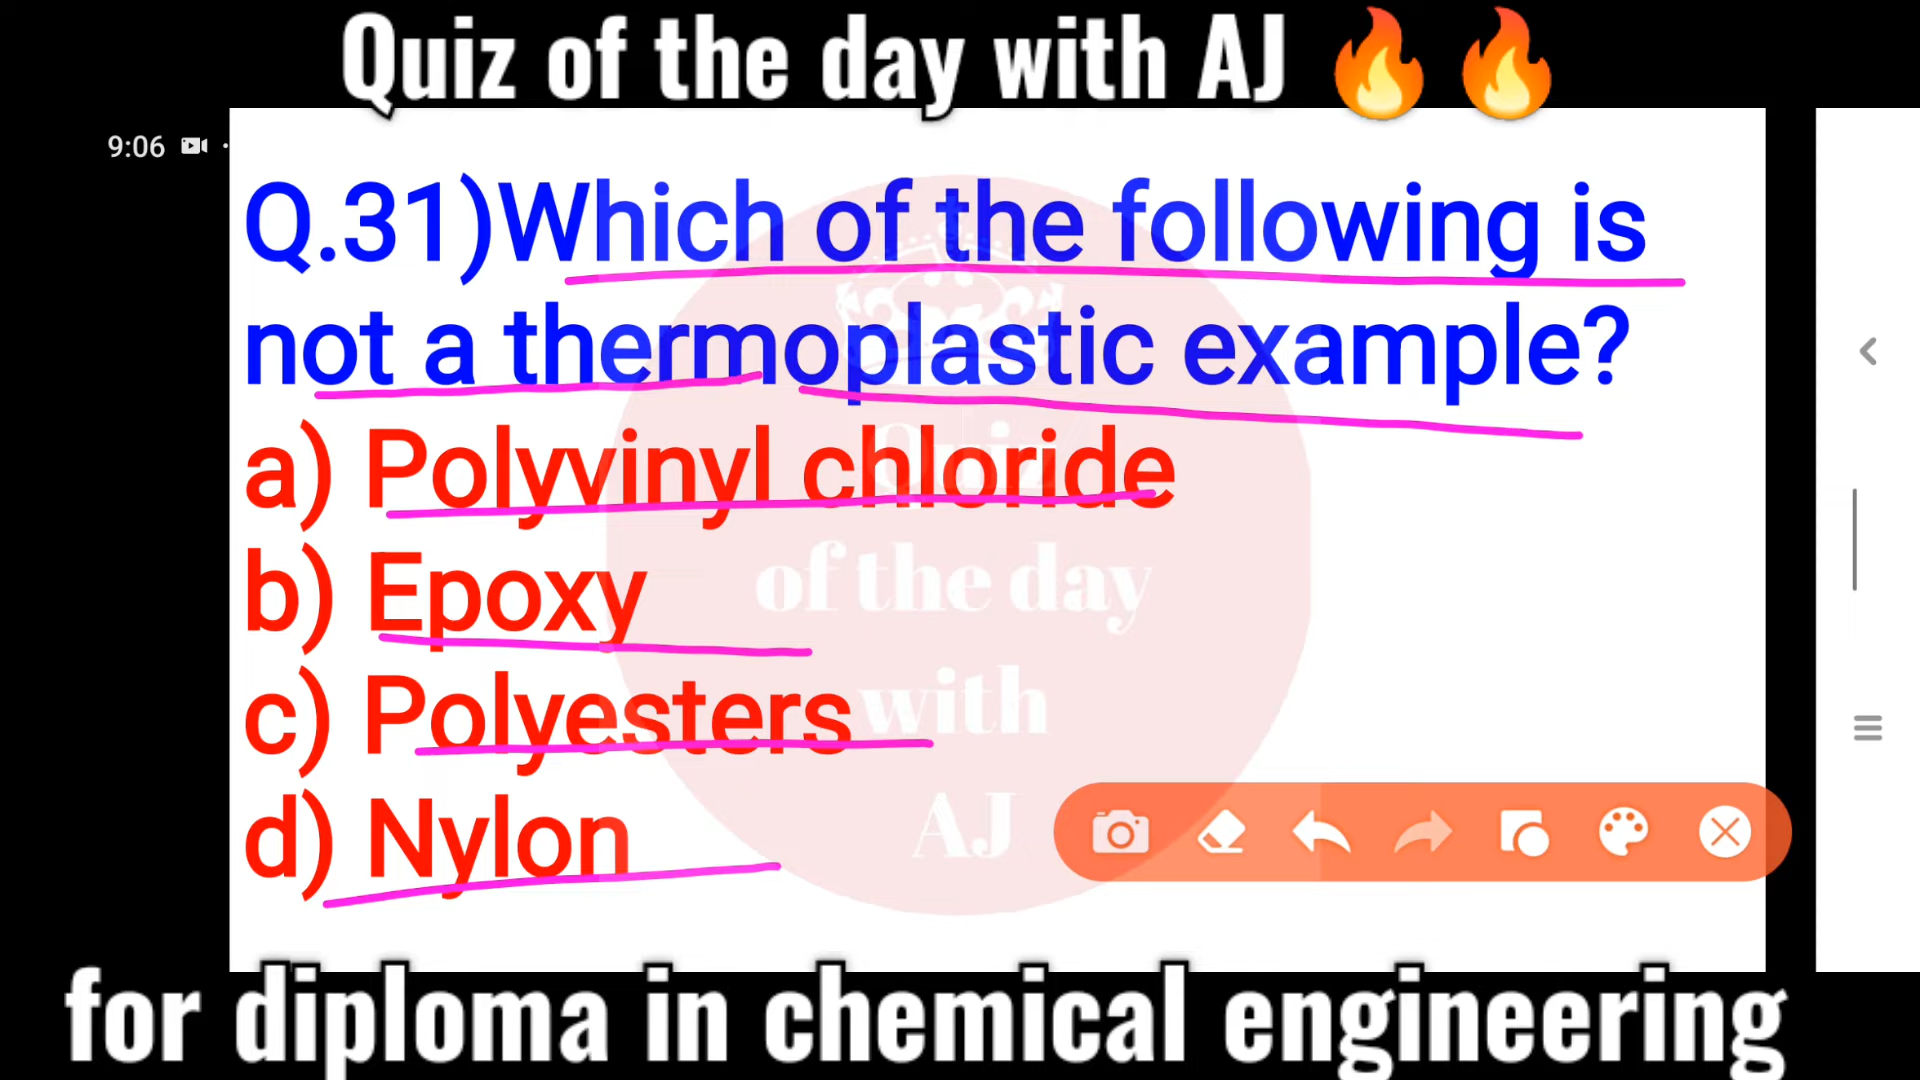 Quiz of the day with AJ 🔥🔥
9:06
Q.31)Which of the following is
not a thermoplastic example?
a) Polyvinyl chloride
b) Epoxy
c) Polyesters
d) Nylon
Quiz
of the day
with
AJ
for diploma in chemical engineering